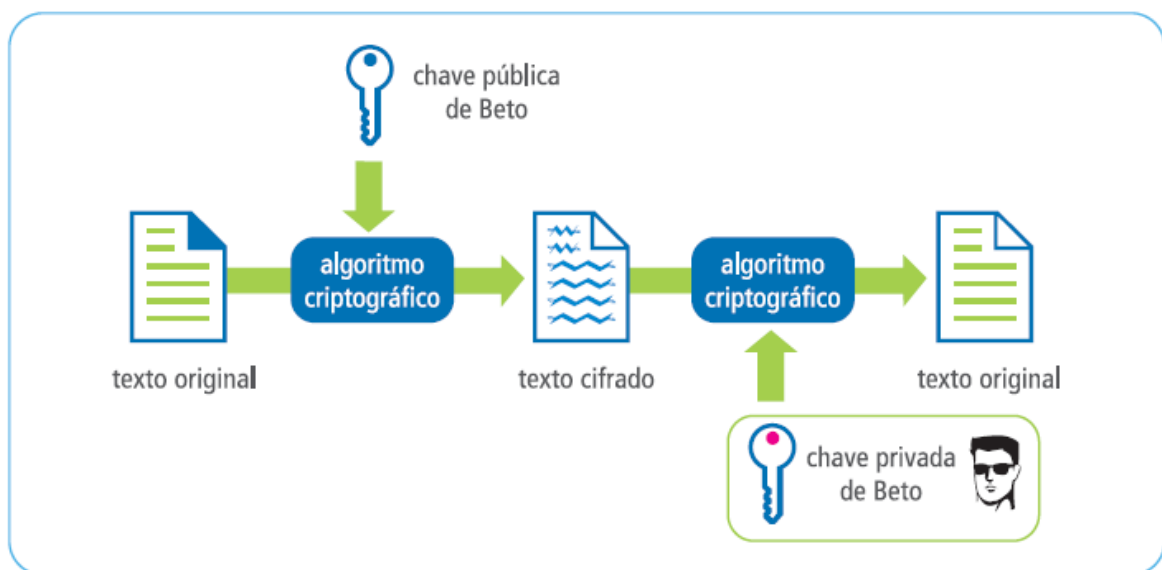 chave pública
de Beto
algoritmo
criptográfico
algoritmo
criptográfico
texto original
texto cifrado
texto original
chave privada
de Beto